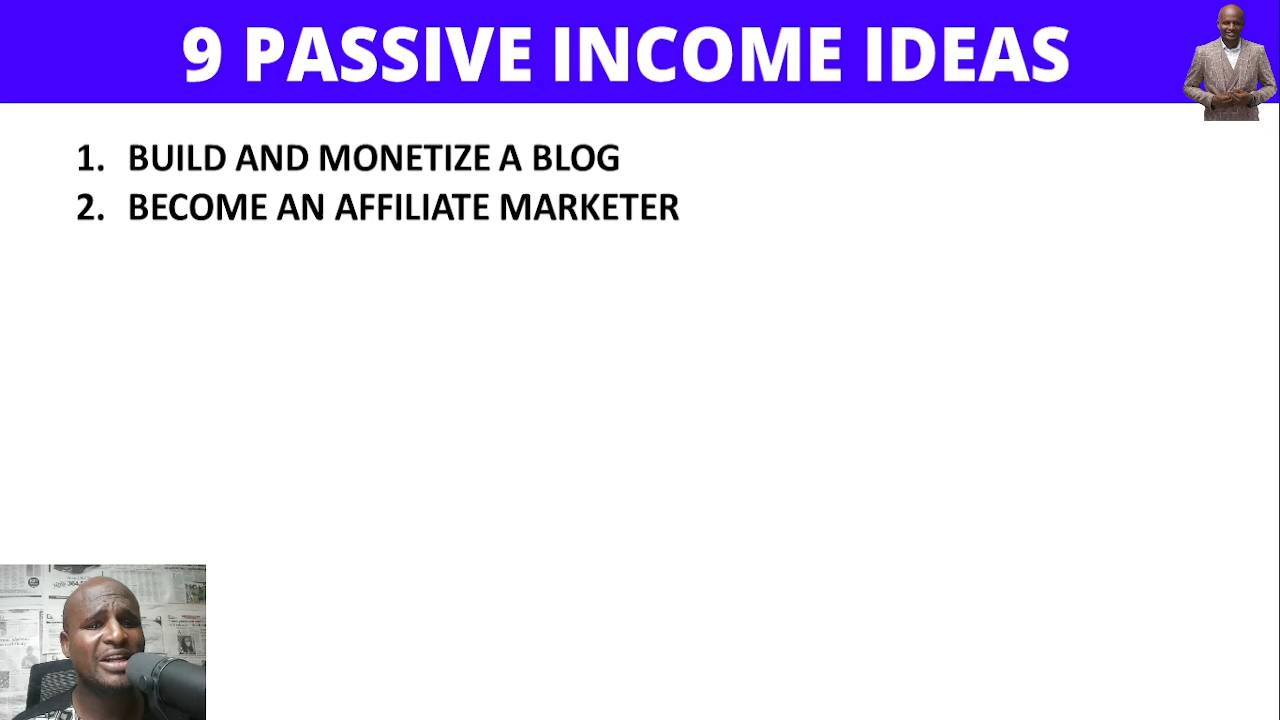 9 PASSIVE INCOME IDEAS
1. BUILD AND MONETIZE A BLOG
2. BECOME AN AFFILIATE MARKETER